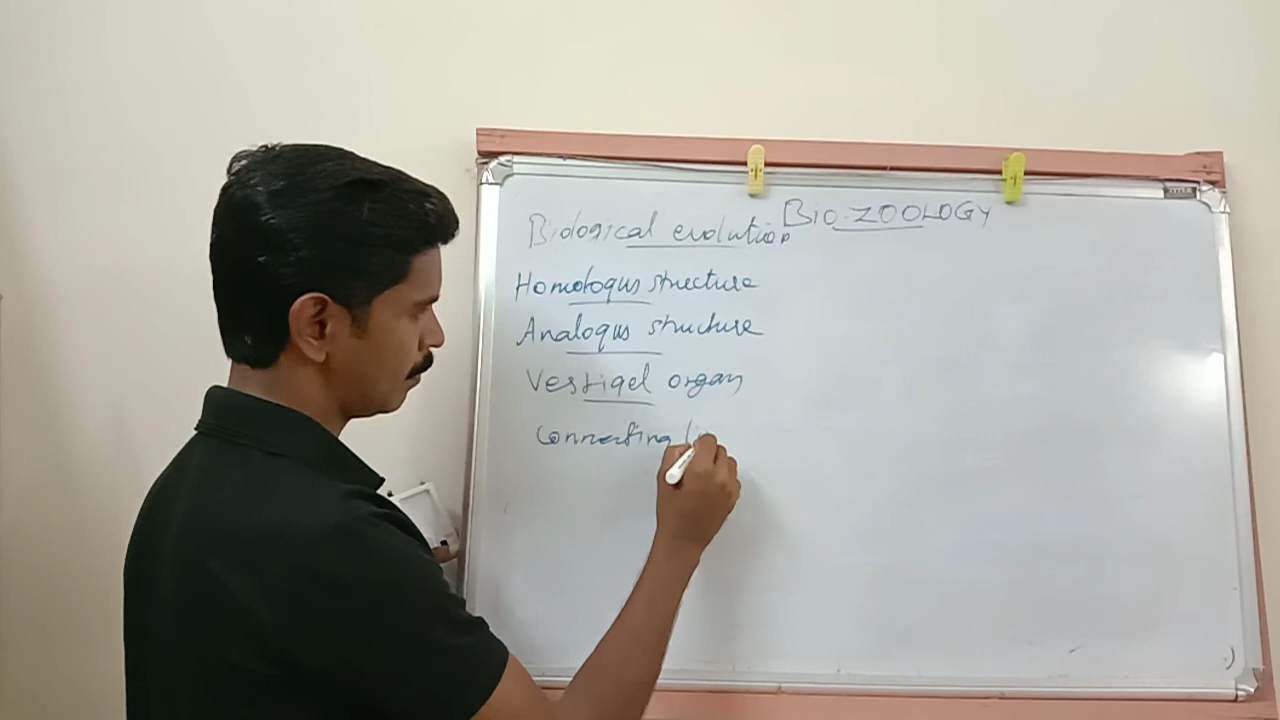 BIO-ZOOLOGY
Biological evolution
Homologus structure
Analogus structure
Vestigel organ
Connecting